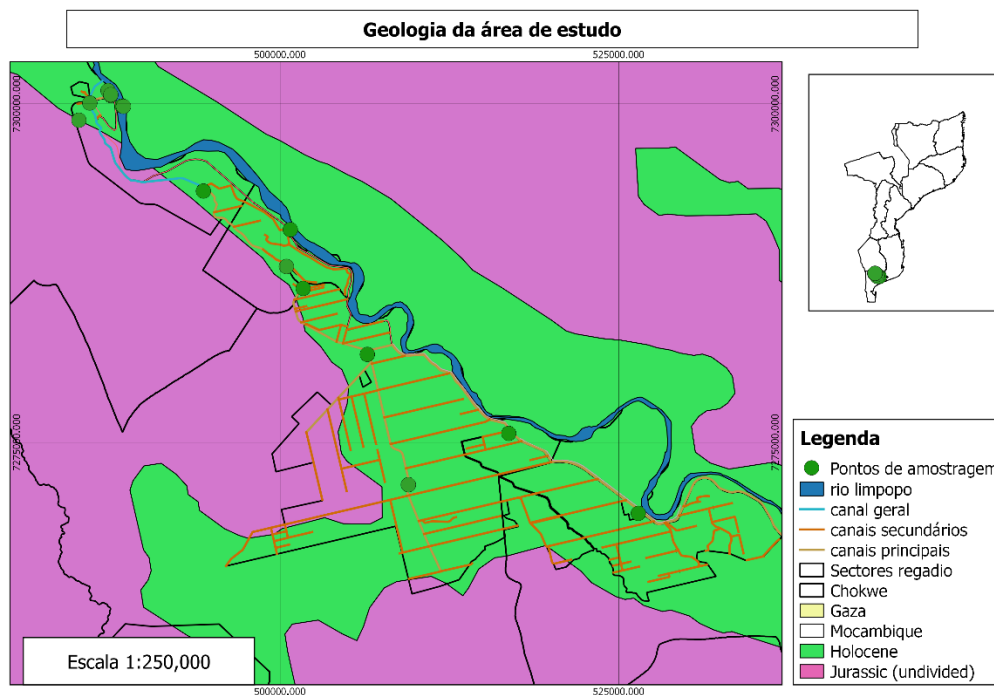 Geologia da área de estudo
500000.000
525000.000
7300000.000
7300000.000
7275000.000
7275000.000
Escala 1:250,000
500000.000
525000.000
Legenda
Pontos de amostragem
rio limpopo
canal geral
canais secundários
canais principais
Sectores regadio
Chokwe
Gaza
Mocambique
Holocene
Jurassic (undivided)